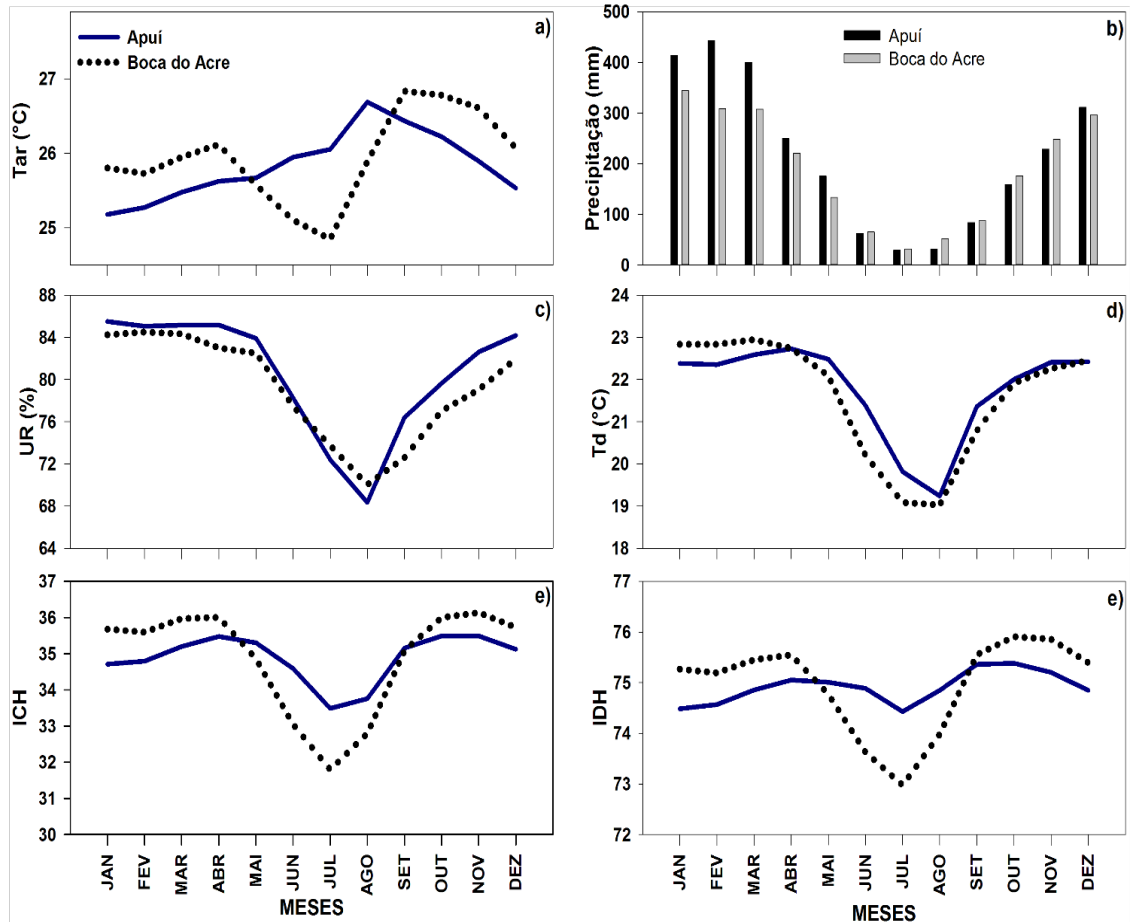 a)
Apuí
Boca do Acre
Tar (°C)
27
26
25
b)
Apuí
Boca do Acre
Precipitação (mm)
500
400
300
200
100
0
c)
UR (%)
88
84
80
76
72
68
64
d)
Td (°C)
24
23
22
21
20
19
18
e)
ICH
37
36
35
34
33
32
31
30
JAN FEV MAR ABR MAI JUN JUL AGO SET OUT NOV DEZ
MESES
e)
IDH
77
76
75
74
73
72
JAN FEV MAR ABR MAI JUN JUL AGO SET OUT NOV DEZ
MESES